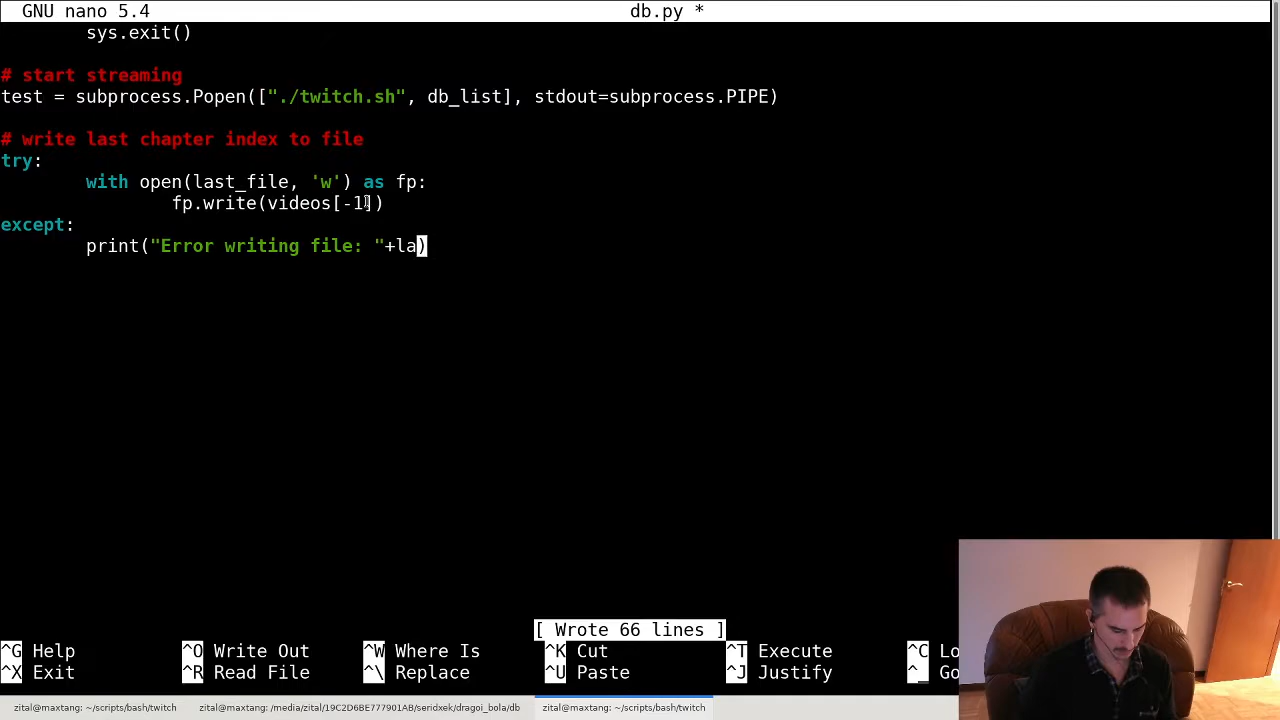 GNU nano 5.4 db.py *
sys.exit()
# start streaming
test = subprocess.Popen(["./twitch.sh", db_list], stdout=subprocess.PIPE)
# write last chapter index to file
try:
with open(last_file, 'w') as fp:
fp.write(videos[-1])
except:
print("Error writing file: "+la)
[ Wrote 66 lines ]
^G Help ^O Write Out ^W Where Is ^K Cut ^T Execute ^C Lo
^X Exit ^R Read File ^\ Replace ^U Paste ^J Justify ^_ Go
zital@maxtang: ~/scripts/bash/twitch zital@maxtang: /media/zital/19C2D6BE777901AB/seridxek/dragoi_bola/db zital@maxtang: ~/scripts/bash/twitch